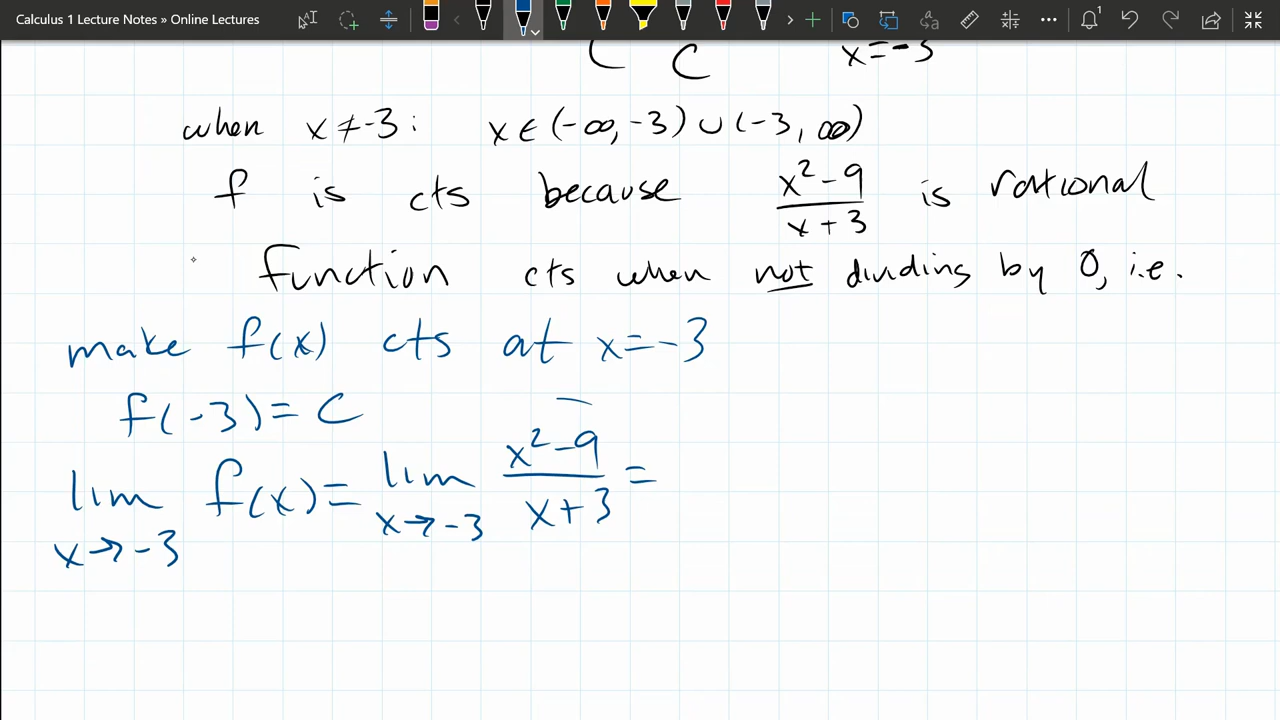 Calculus 1 Lecture Notes » Online Lectures
C x=-3
when x≠-3: x∈(-∞,-3)∪(-3,∞)
f is cts because x²-9/x+3 is rational
function cts when not dividing by 0, i.e.
make f(x) cts at x=-3
f(-3)=C
lim x→-3 f(x)= lim x→-3 x²-9/x+3 =